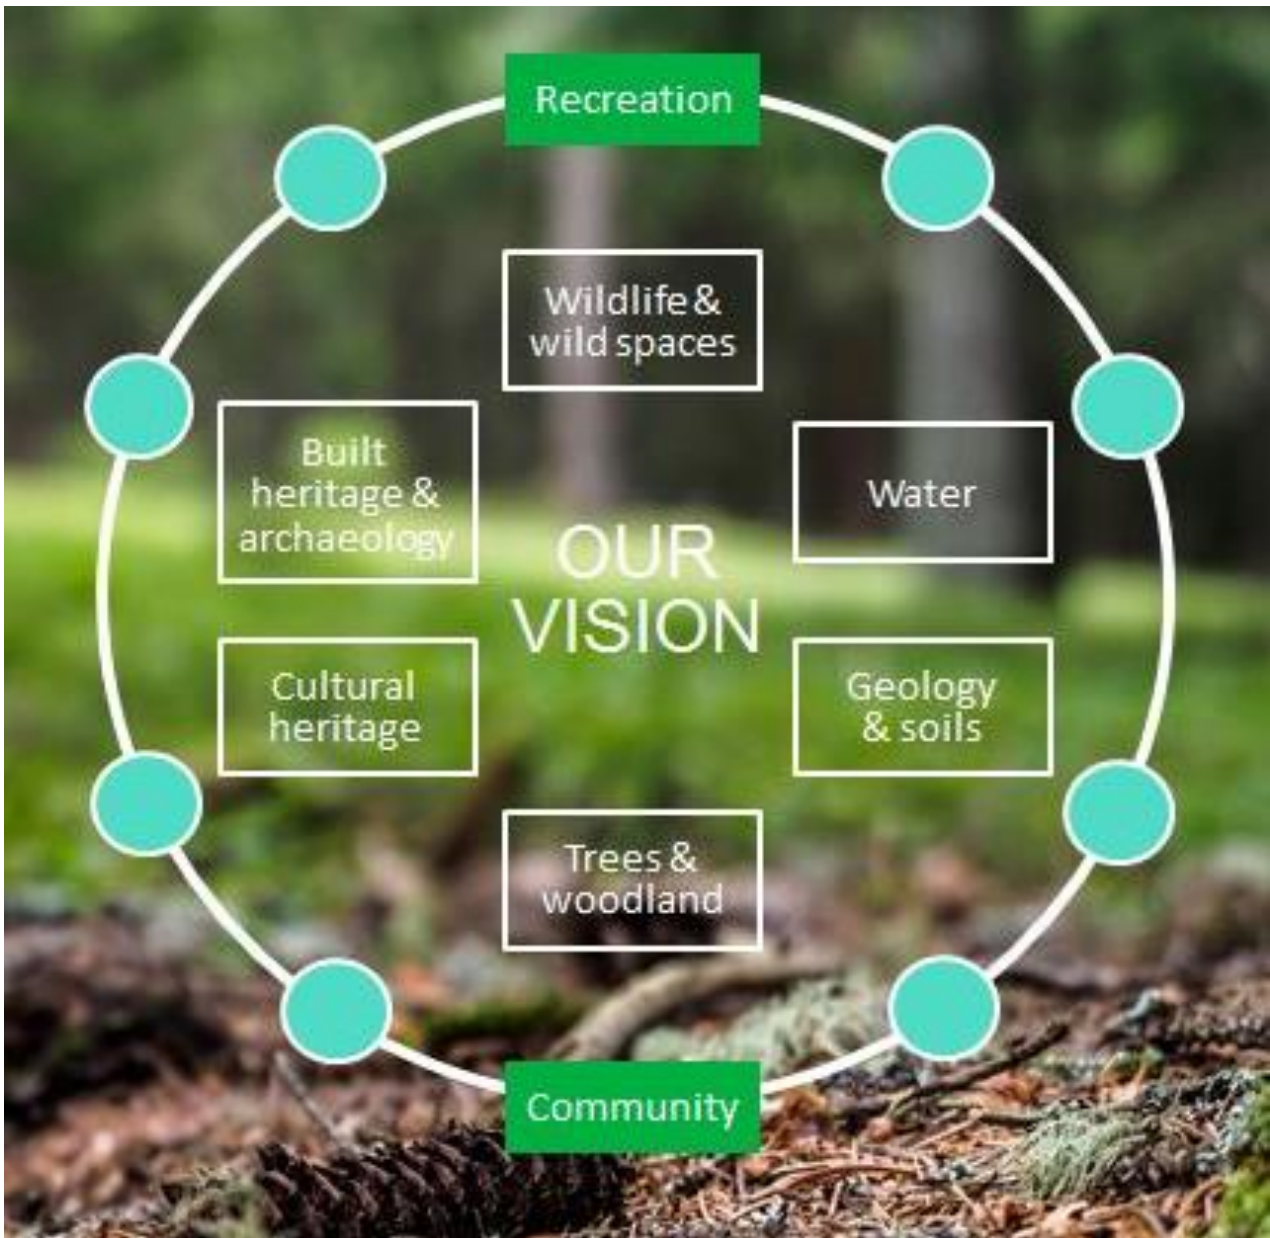 Recreation
Wildlife &
wild spaces
Built
heritage &
archaeology
Water
OUR
VISION
Cultural
heritage
Geology
& soils
Trees &
woodland
Community